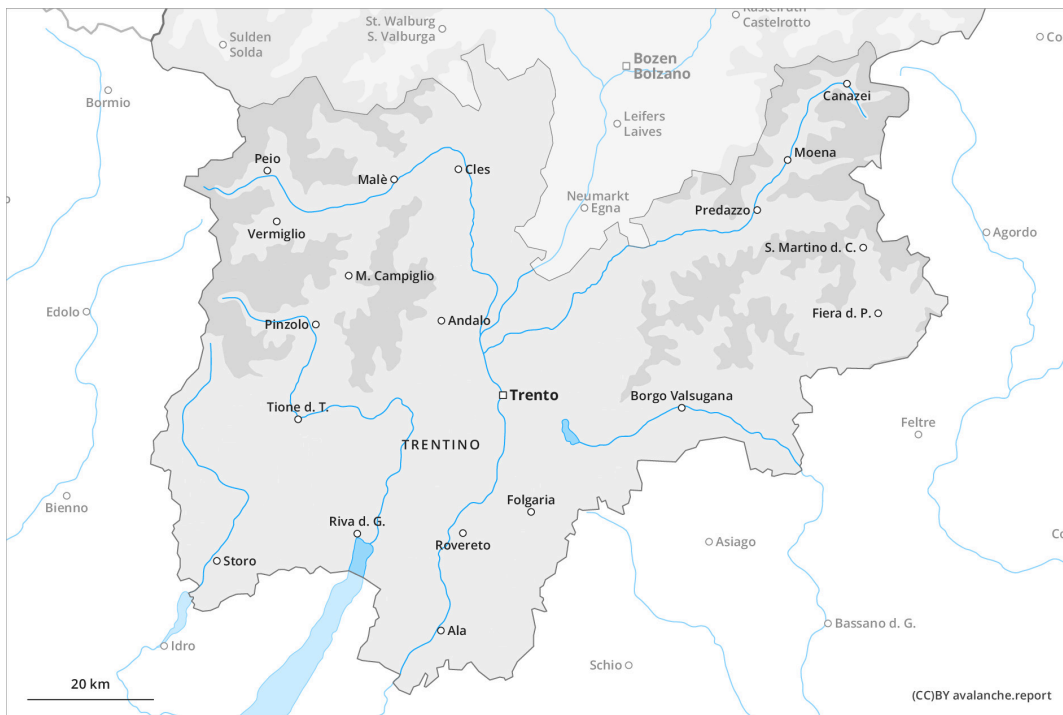 Kastelruth
Castelrotto
St. Walburg
S. Valburga
Sulden
Solda
Co
Bozen
Bolzano
Bormio
Canazei
Leifers
Laives
Moena
Peio
Malè
Cles
Neumarkt
Egna
Predazzo
Vermiglio
Agordo
S. Martino d. C.
M. Campiglio
Edolo
Pinzolo
Andalo
Fiera d. P.
Trento
Borgo Valsugana
Tione d. T.
Feltre
TRENTINO
Bienno
Folgaria
Riva d. G.
Rovereto
Asiago
Co
Storo
Ala
Bassano d. G.
Idro
Schio
20 km
(CC)BY avalanche.report